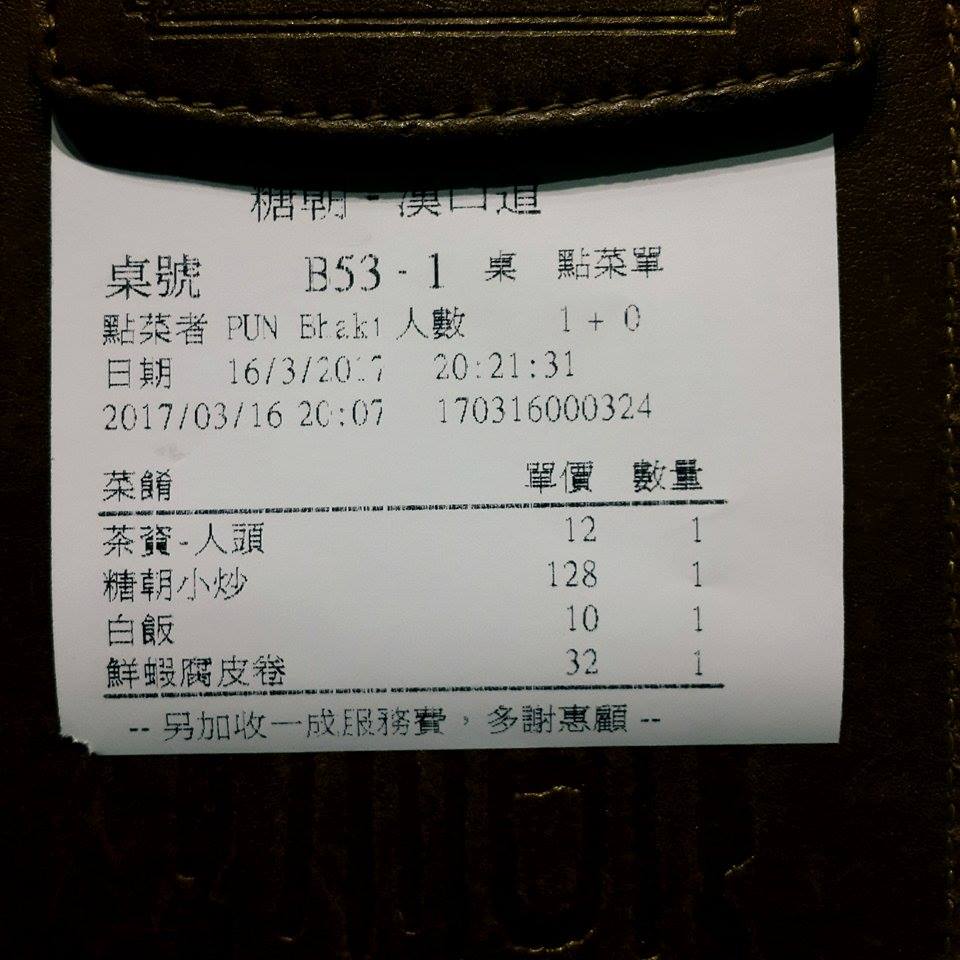 糖朝 - 漢口道
桌號 B53 - 1 桌 點菜單
點菜者 PUN Bhakt 人數 1 + 0
日期 16/3/2017 20:21:31
2017/03/16 20:07 170316000324
菜餚 單價 數量
茶資-人頭 12 1
糖朝小炒 128 1
白飯 10 1
鮮蝦腐皮卷 32 1
-- 另加收一成服務費，多謝惠顧 --